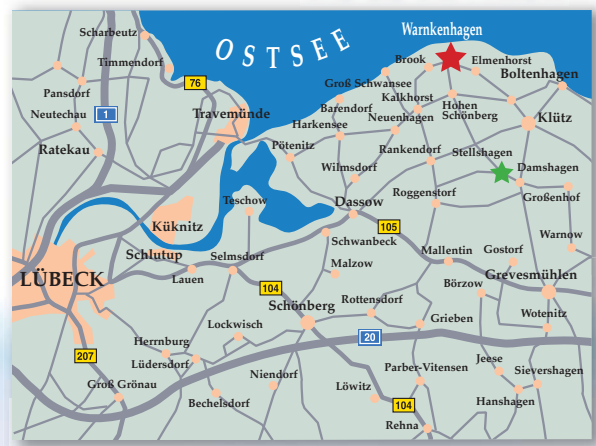 Warnkenhagen
OSTSEE
Scharbeutz
Timmendorf
Brook
Elmenhorst
Boltenhagen
Pansdorf
76
Groß Schwansee
Barendorf
Kalkhorst
Hohen
Schönberg
Neutechau
1
Travemünde
Harkensee
Neuenhagen
Klütz
Ratekau
Pötenitz
Rankendorf
Stellshagen
Wilmsdorf
Damshagen
Teschow
Dassow
Roggenstorf
Großenhof
Küknitz
105
Schwanbeck
Warnow
Schlutup
Selmsdorf
Mallentin
Gostorf
LÜBECK
Lauen
Malzow
Grevesmühlen
104
Börzow
Schönberg
Rottensdorf
Wotenitz
Lockwisch
Grieben
20
Herrnburg
207
Lüdersdorf
Parber-Vitensen
Jeese
Sievershagen
Groß Grönau
Niendorf
Löwitz
Bechelsdorf
104
Hanshagen
Rehna